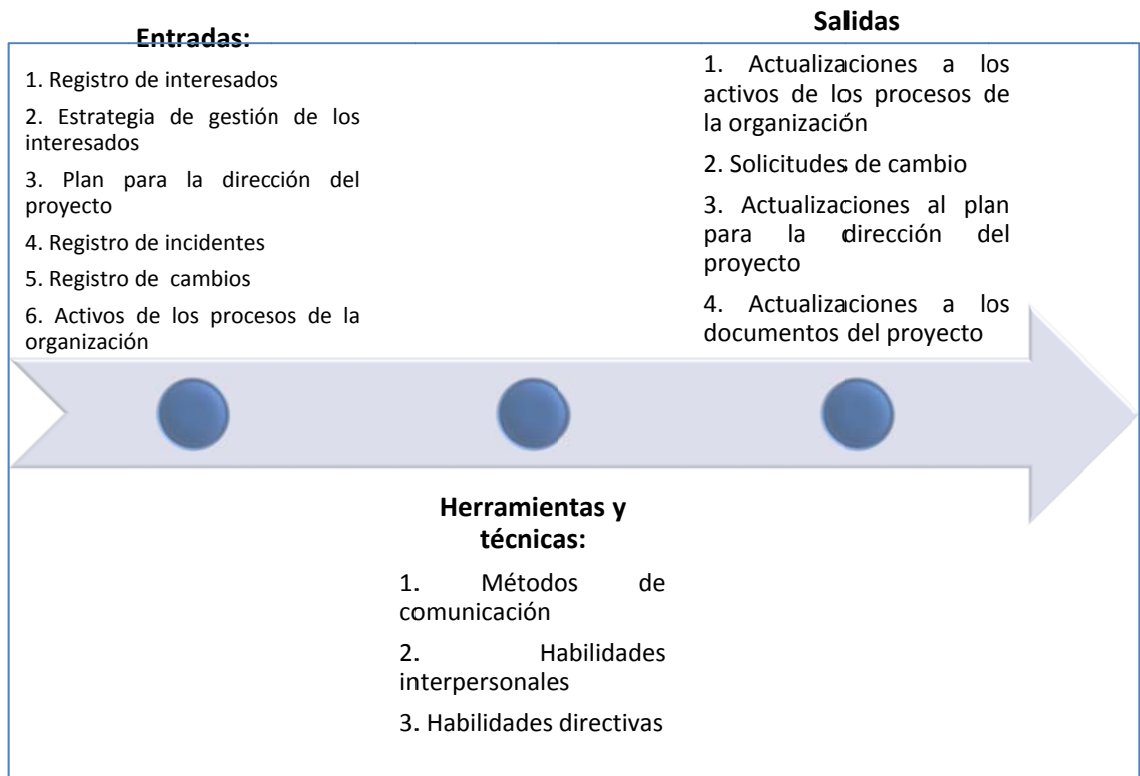 Entradas:
1. Registro de interesados
2. Estrategia de gestión de los
interesados
3. Plan para la dirección del
proyecto
4. Registro de incidentes
5. Registro de cambios
6. Activos de los procesos de la
organización
Herramientas y
técnicas:
1. Métodos de
comunicación
2. Habilidades
interpersonales
3. Habilidades directivas
Salidas
1. Actualizaciones a los
activos de los procesos de
la organización
2. Solicitudes de cambio
3. Actualizaciones al plan
para la dirección del
proyecto
4. Actualizaciones a los
documentos del proyecto